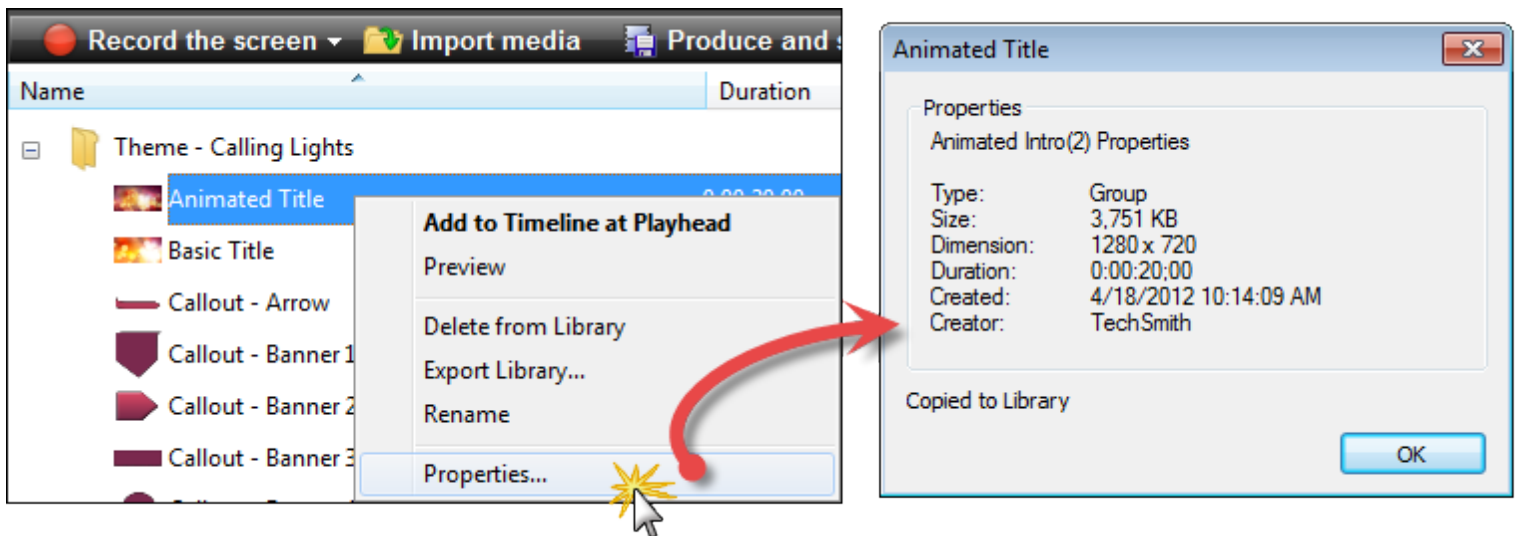 Record the screen Import media Produce and
Name Duration
Theme - Calling Lights
Animated Title
Basic Title
Callout - Arrow
Callout - Banner 1
Callout - Banner 2
Callout - Banner 3
Add to Timeline at Playhead
Preview
Delete from Library
Export Library...
Rename
Properties...
Animated Title
Properties
Animated Intro(2) Properties
Type: Group
Size: 3,751 KB
Dimension: 1280 x 720
Duration: 0:00:20;00
Created: 4/18/2012 10:14:09 AM
Creator: TechSmith
Copied to Library
OK